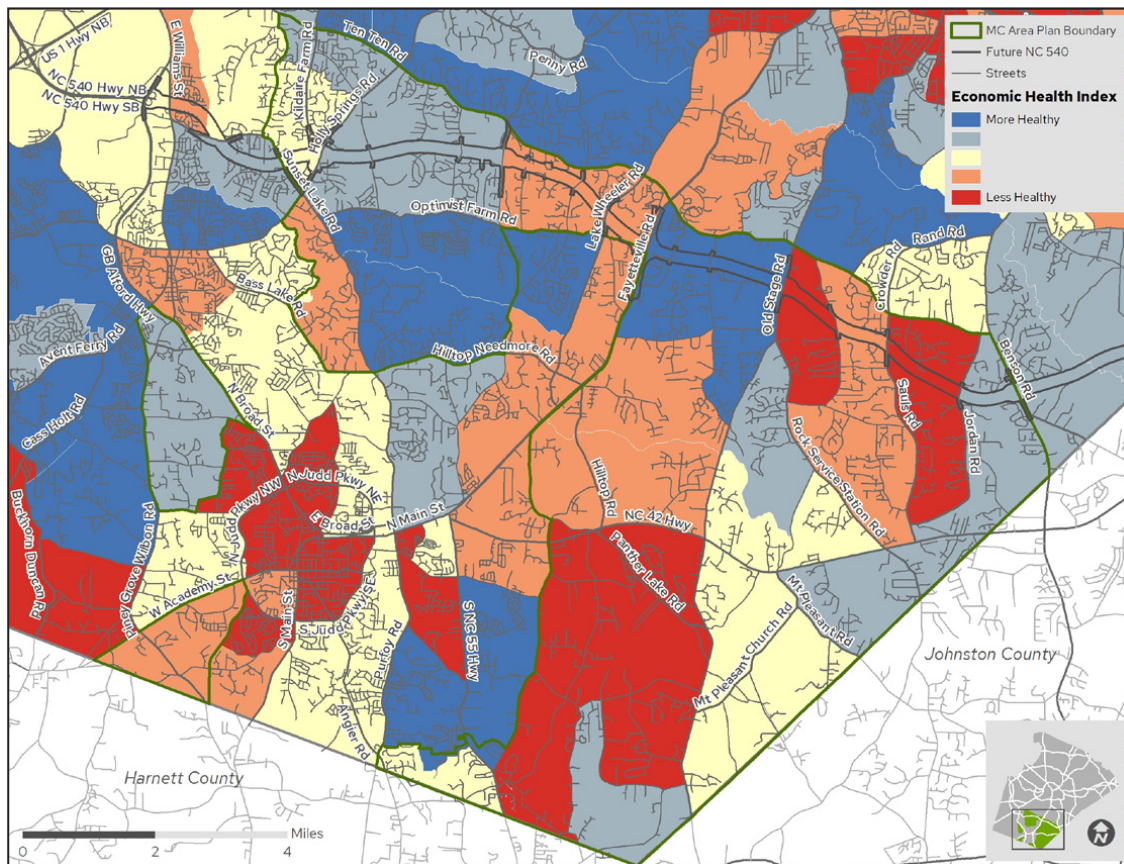 US 1 Hwy NB
NC 540 Hwy NB
NC 540 Hwy SB
E Williams St
Kildaire Farm Rd
Ten Ten Rd
Holly Springs Rd
Penny Rd
Sunset Lake Rd
Optimist Farm Rd
Lake Wheeler Rd
Fayetteville Rd
Old Stage Rd
Crowder Rd
Rand Rd
GB Alford Hwy
Bass Lake Rd
Avent Ferry Rd
Hilltop Needmore Rd
Benson Rd
Sauls Rd
Jordan Rd
Cass Holt Rd
N Broad St
Rock Service Station Rd
N Judd Pkwy NE
N Judd Pkwy NW
E Broad St
N Main St
Hilltop Rd
NC 42 Hwy
Buckhorn Duncan Rd
Piney Grove Wilbon Rd
W Academy St
S Main St
S Judd Pkwy SE
Purfoy Rd
S NC 55 Hwy
Panther Lake Rd
Mt Pleasant Rd
Mt Pleasant Church Rd
Angier Rd
Harnett County
Johnston County
MC Area Plan Boundary
Future NC 540
Streets
Economic Health Index
More Healthy
Less Healthy
Miles
0
2
4
N